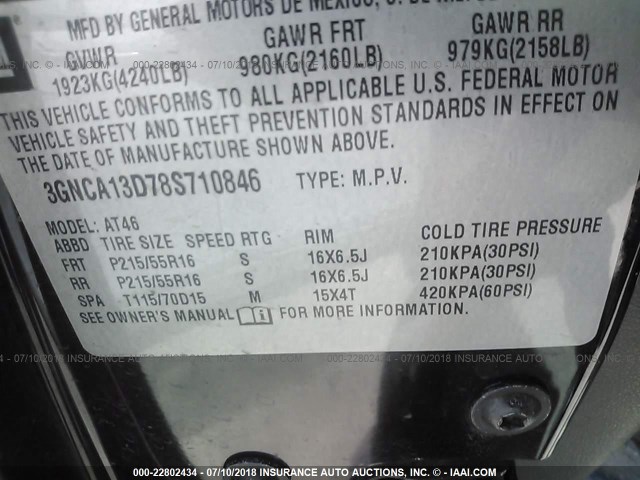 MFD BY GENERAL MOTORS DE MEXICO, S. DE
GVWR GAWR FRT GAWR RR
1923KG(4240LB) 980KG(2160LB) 979KG(2158LB)
THIS VEHICLE CONFORMS TO ALL APPLICABLE U.S. FEDERAL MOTOR
VEHICLE SAFETY AND THEFT PREVENTION STANDARDS IN EFFECT ON
THE DATE OF MANUFACTURE SHOWN ABOVE.
3GNCA13D78S710846 TYPE: M.P.V.
MODEL: AT46
ABBD TIRE SIZE SPEED RTG RIM COLD TIRE PRESSURE
FRT P215/55R16 S 16X6.5J 210KPA(30PSI)
RR P215/55R16 S 16X6.5J 210KPA(30PSI)
SPA T115/70D15 M 15X4T 420KPA(60PSI)
SEE OWNER'S MANUAL FOR MORE INFORMATION.
000-22802434 - 07/10/2018 INSURANCE AUTO AUCTIONS, INC. - © - IAAI.COM